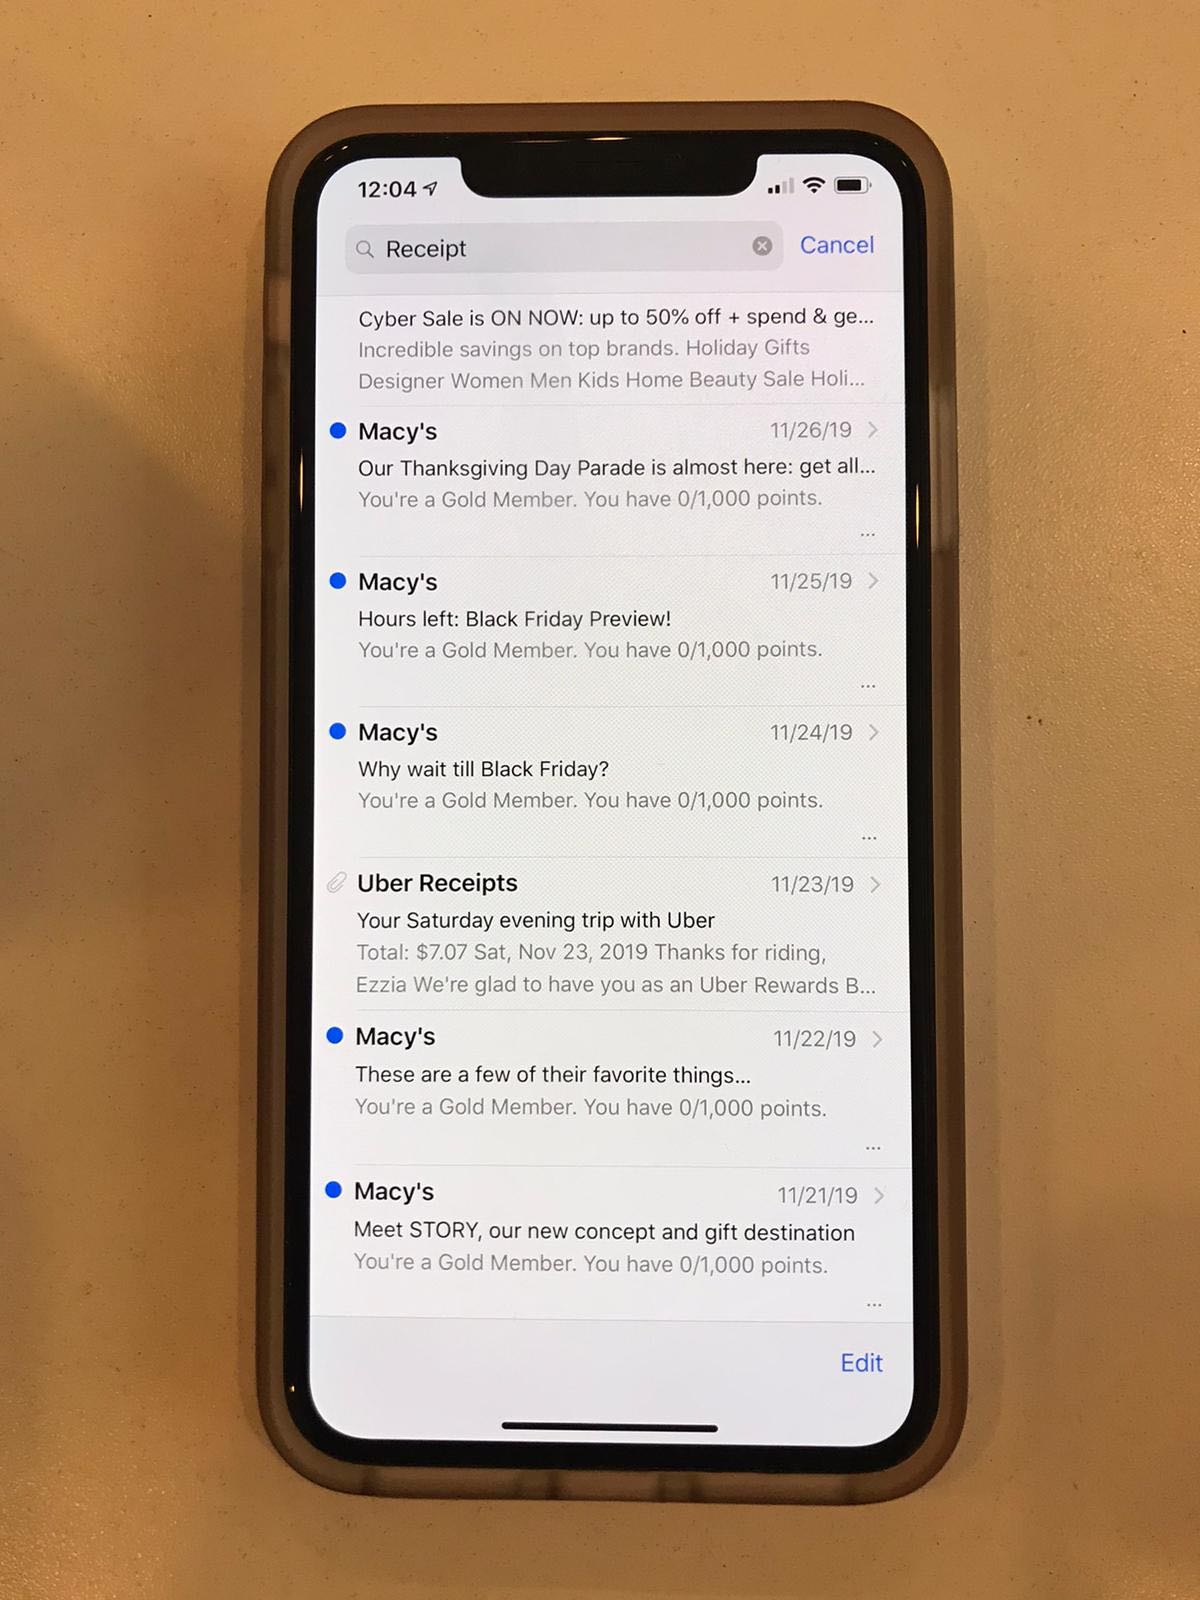 12:04
Receipt Cancel
Cyber Sale is ON NOW: up to 50% off + spend & ge...
Incredible savings on top brands. Holiday Gifts
Designer Women Men Kids Home Beauty Sale Holi...
Macy's 11/26/19
Our Thanksgiving Day Parade is almost here: get all...
You're a Gold Member. You have 0/1,000 points.
...
Macy's 11/25/19
Hours left: Black Friday Preview!
You're a Gold Member. You have 0/1,000 points.
...
Macy's 11/24/19
Why wait till Black Friday?
You're a Gold Member. You have 0/1,000 points.
...
Uber Receipts 11/23/19
Your Saturday evening trip with Uber
Total: $7.07 Sat, Nov 23, 2019 Thanks for riding,
Ezzia We're glad to have you as an Uber Rewards B...
Macy's 11/22/19
These are a few of their favorite things...
You're a Gold Member. You have 0/1,000 points.
...
Macy's 11/21/19
Meet STORY, our new concept and gift destination
You're a Gold Member. You have 0/1,000 points.
...
Edit